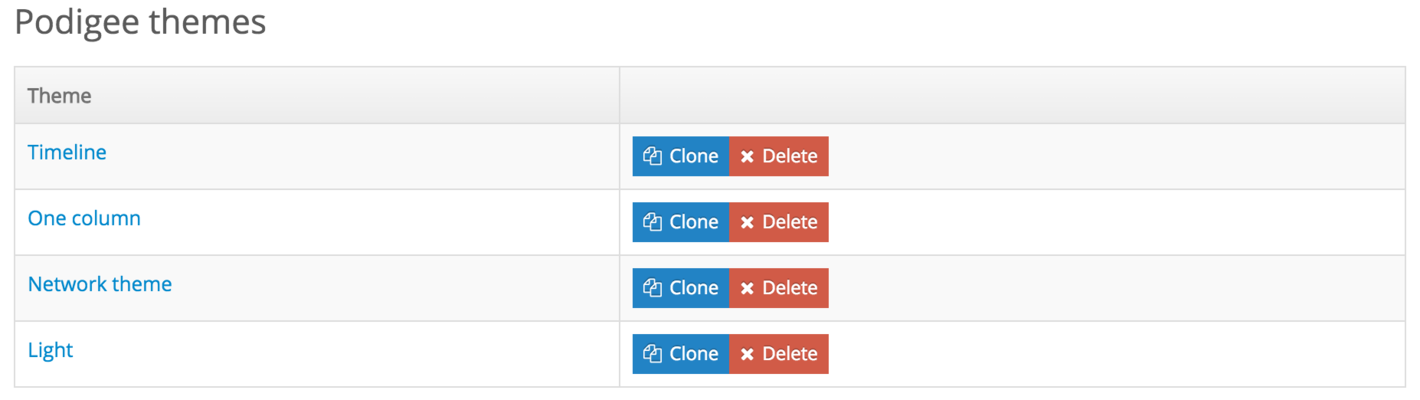 Podigee themes
Theme
Timeline Clone Delete
One column Clone Delete
Network theme Clone Delete
Light Clone Delete